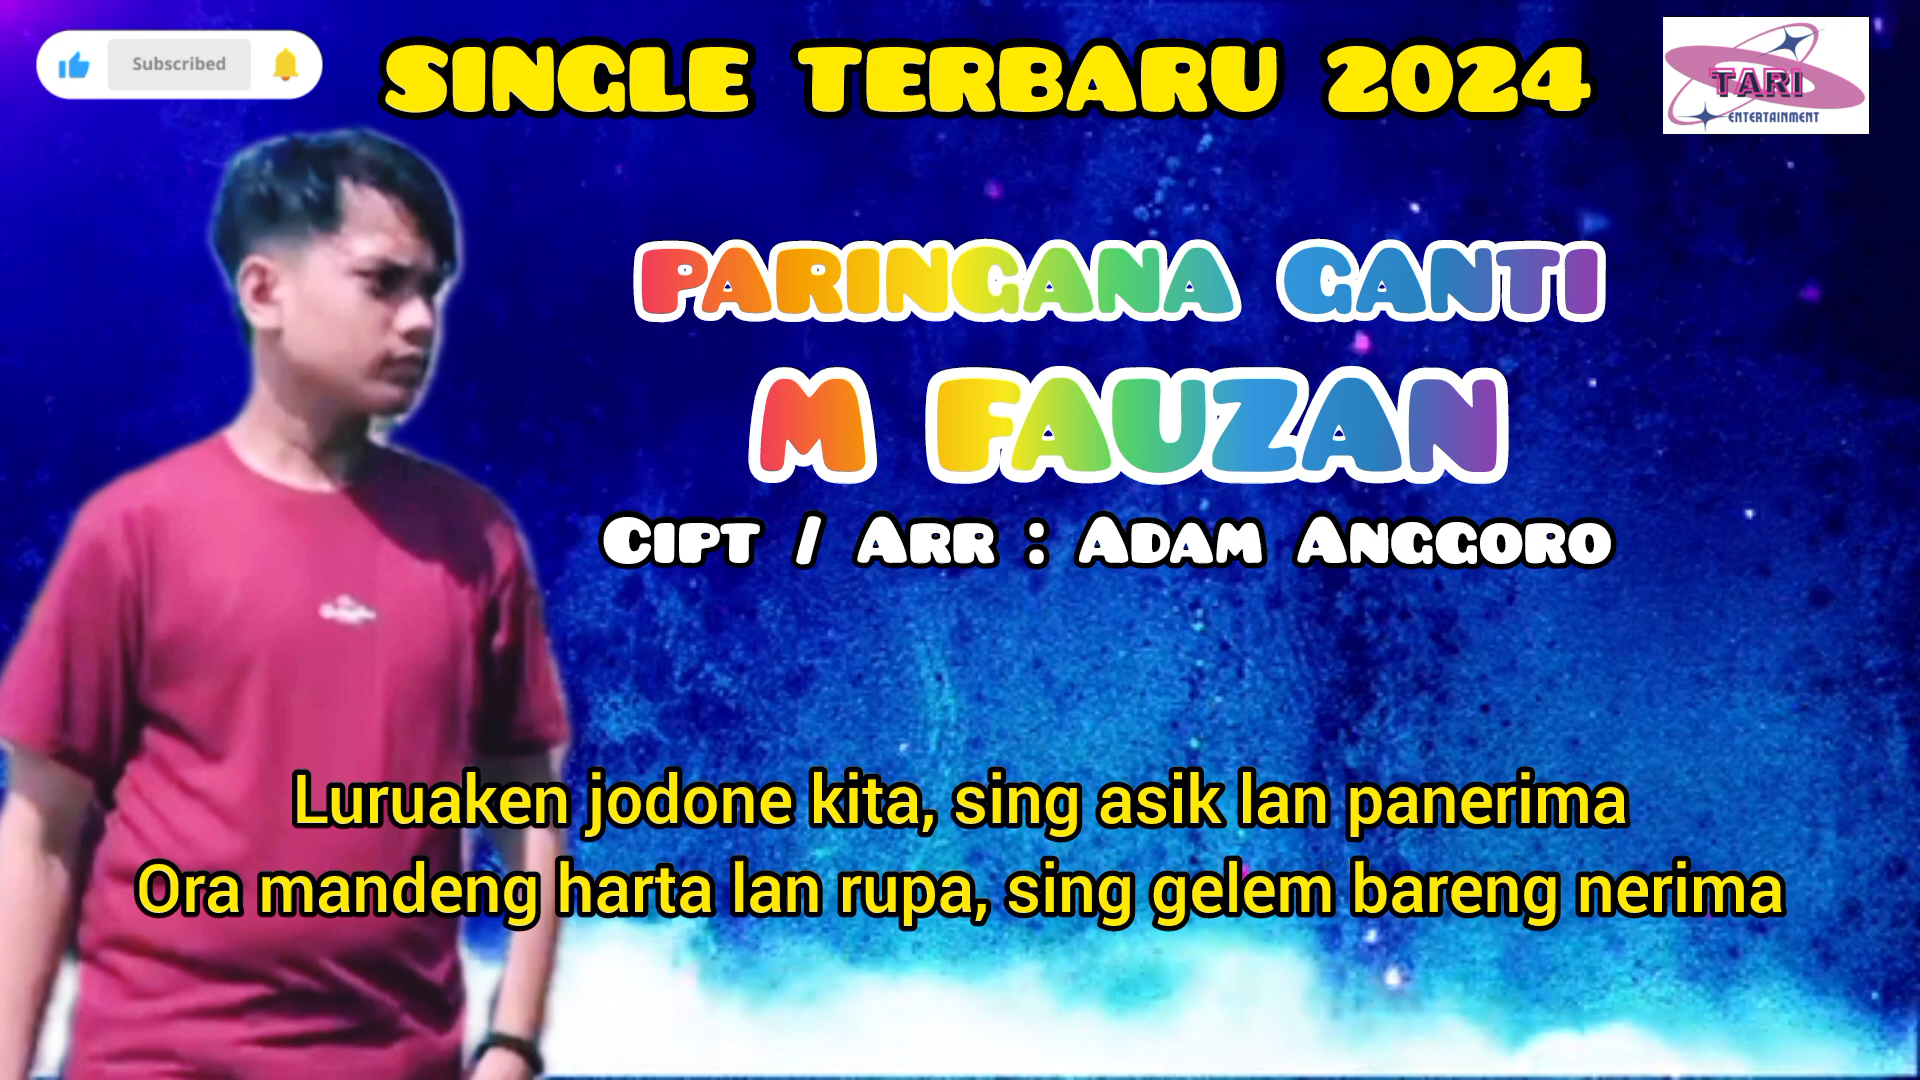 Subscribed
SINGLE TERBARU 2024
TARI
ENTERTAINMENT
PARINGANA GANTI
M FAUZAN
CIPT / ARR : ADAM ANGGORO
Luruaken jodone kita, sing asik lan panerima
Ora mandeng harta lan rupa, sing gelem bareng nerima